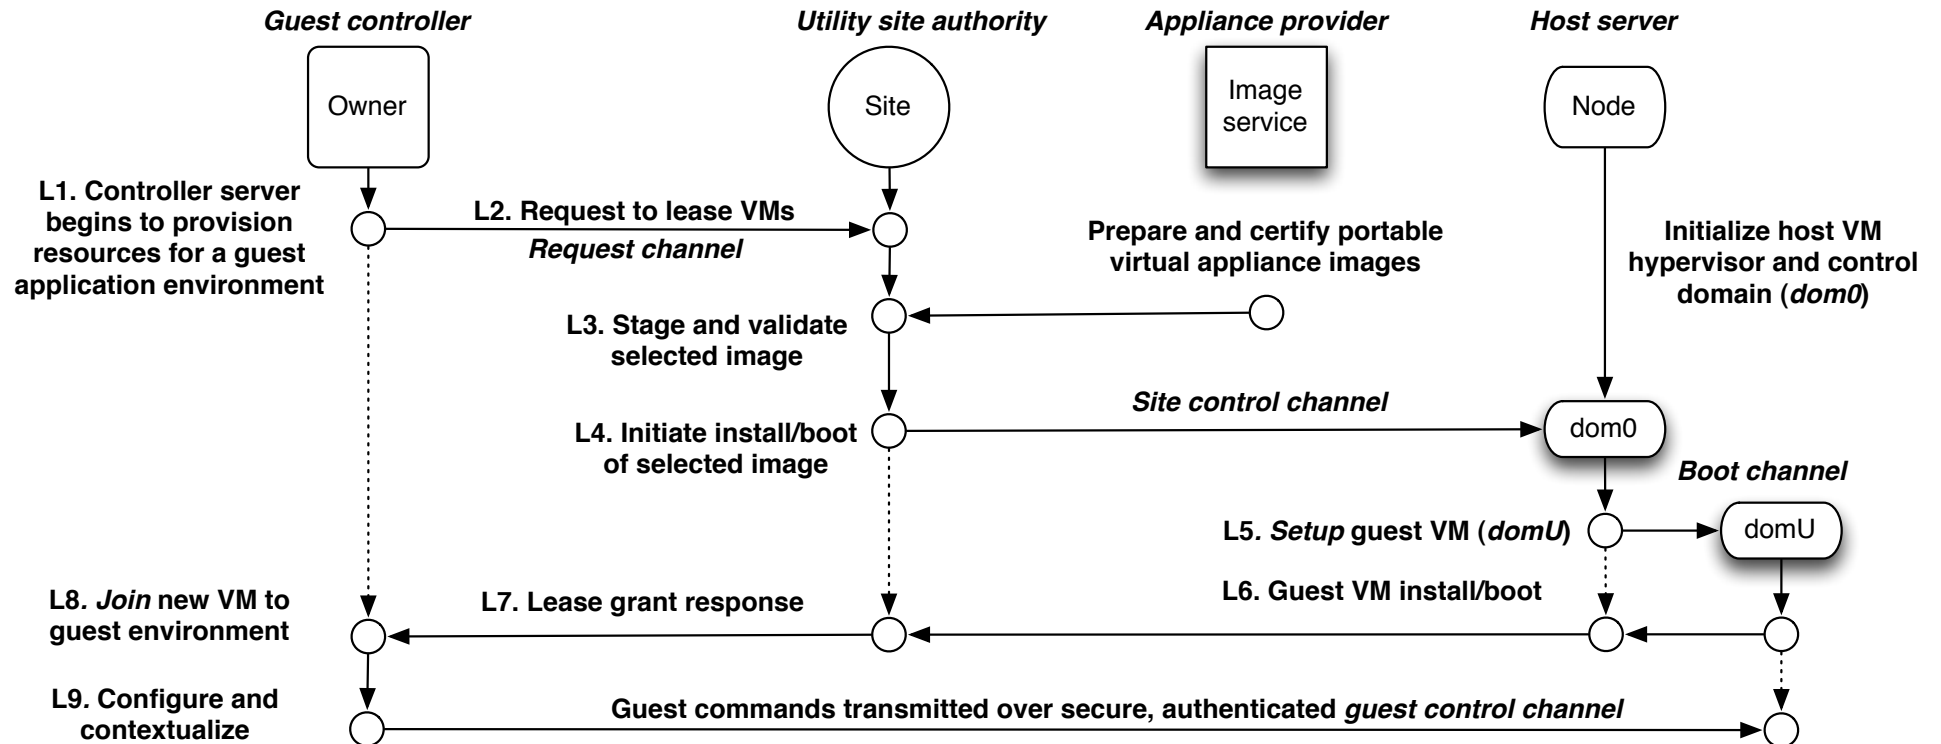 Guest controller
Utility site authority
Appliance provider
Host server
Owner
Site
Image
service
Node
L1. Controller server
begins to provision
resources for a guest
application environment
L2. Request to lease VMs
Request channel
Prepare and certify portable
virtual appliance images
Initialize host VM
hypervisor and control
domain (dom0)
L3. Stage and validate
selected image
Site control channel
L4. Initiate install/boot
of selected image
dom0
Boot channel
L5. Setup guest VM (domU)
domU
L6. Guest VM install/boot
L7. Lease grant response
L8. Join new VM to
guest environment
L9. Configure and
contextualize
Guest commands transmitted over secure, authenticated guest control channel